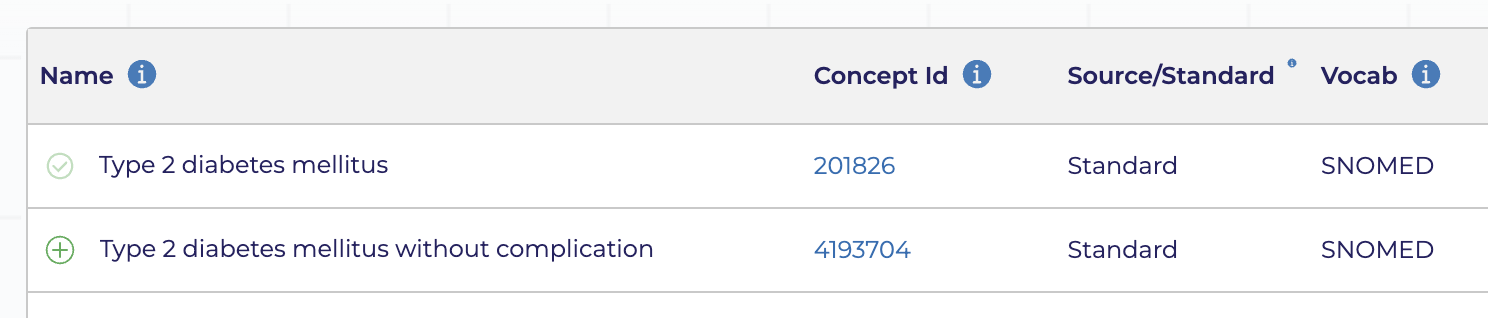 Name Concept Id Source/Standard Vocab
Type 2 diabetes mellitus 201826 Standard SNOMED
Type 2 diabetes mellitus without complication 4193704 Standard SNOMED